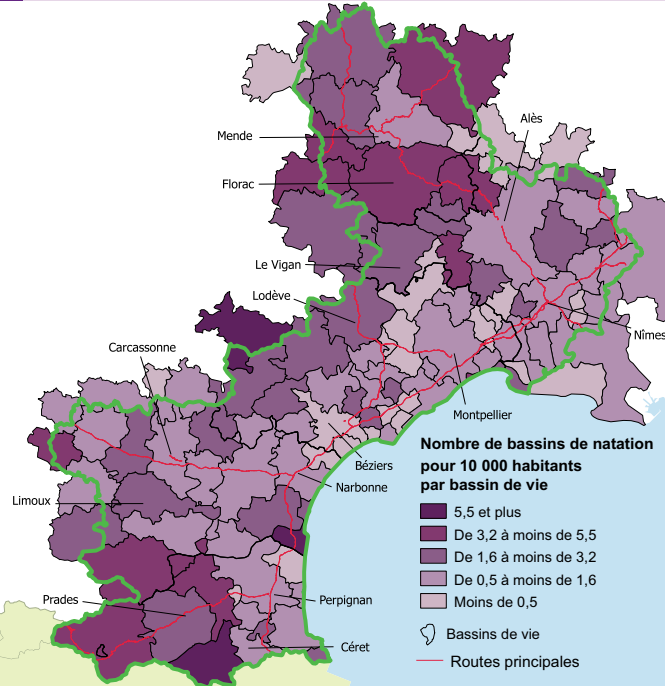 Alès
Mende
Florac
Le Vigan
Lodève
Nîmes
Carcassonne
Montpellier
Béziers
Narbonne
Limoux
Prades
Perpignan
Céret
Nombre de bassins de natation
pour 10 000 habitants
par bassin de vie
5,5 et plus
De 3,2 à moins de 5,5
De 1,6 à moins de 3,2
De 0,5 à moins de 1,6
Moins de 0,5
Bassins de vie
Routes principales